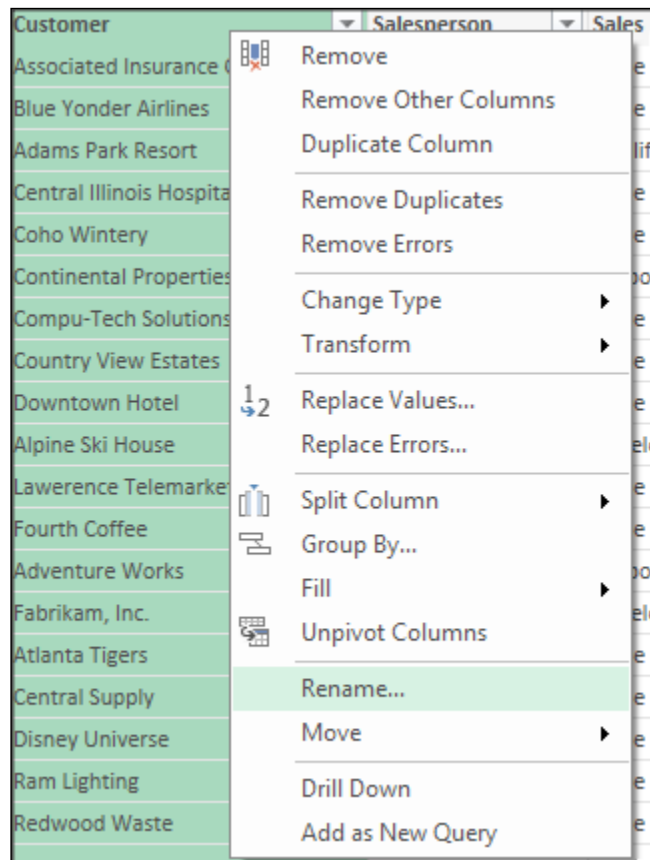 Customer Salesperson Sales
Associated Insurance
Blue Yonder Airlines
Adams Park Resort
Central Illinois
Coho Wintery
Continental Properties
Compu-Tech Solutions
Country View Estates
Downtown Hotel
Alpine Ski House
Lawerence
Fourth Coffee
Adventure Works
Fabrikam, Inc.
Atlanta Tigers
Central Supply
Disney Universe
Ram Lighting
Redwood Waste
Remove
Remove Other Columns
Duplicate Column
Remove Duplicates
Remove Errors
Change Type
Transform
Replace Values...
Replace Errors...
Split Column
Group By...
Fill
Unpivot Columns
Rename...
Move
Drill Down
Add as New Query